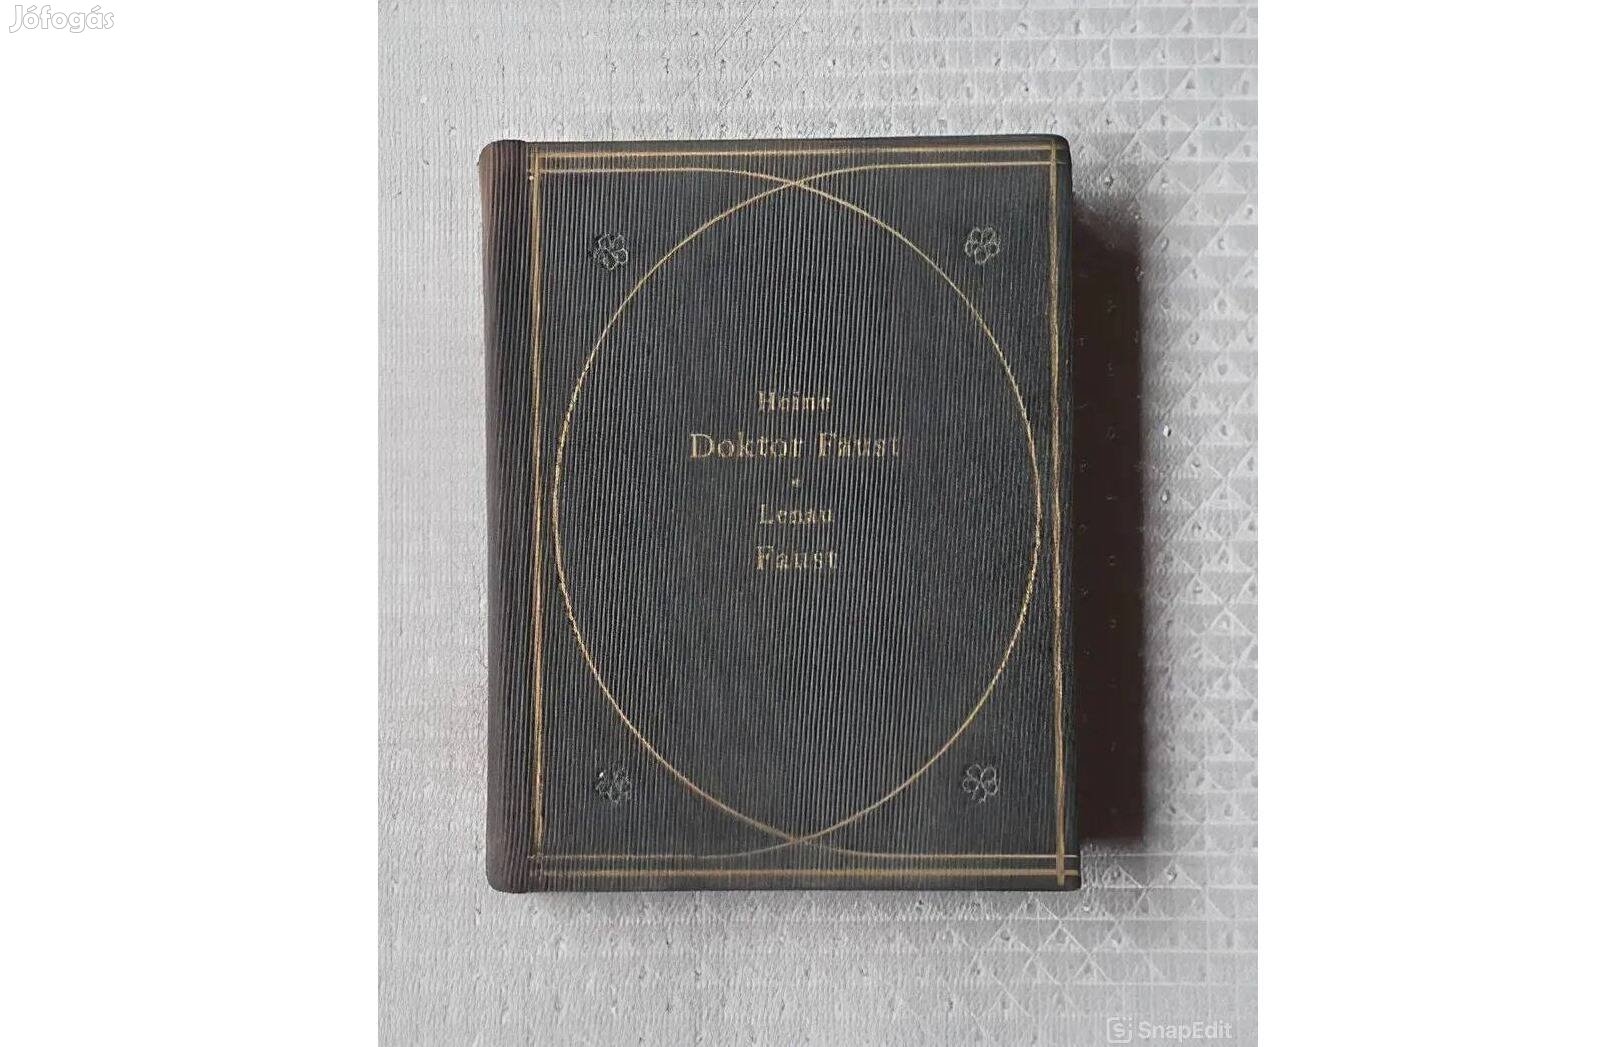 Jófogás
Heine
Doktor Faust
Lenau
Faust
SnapEdit